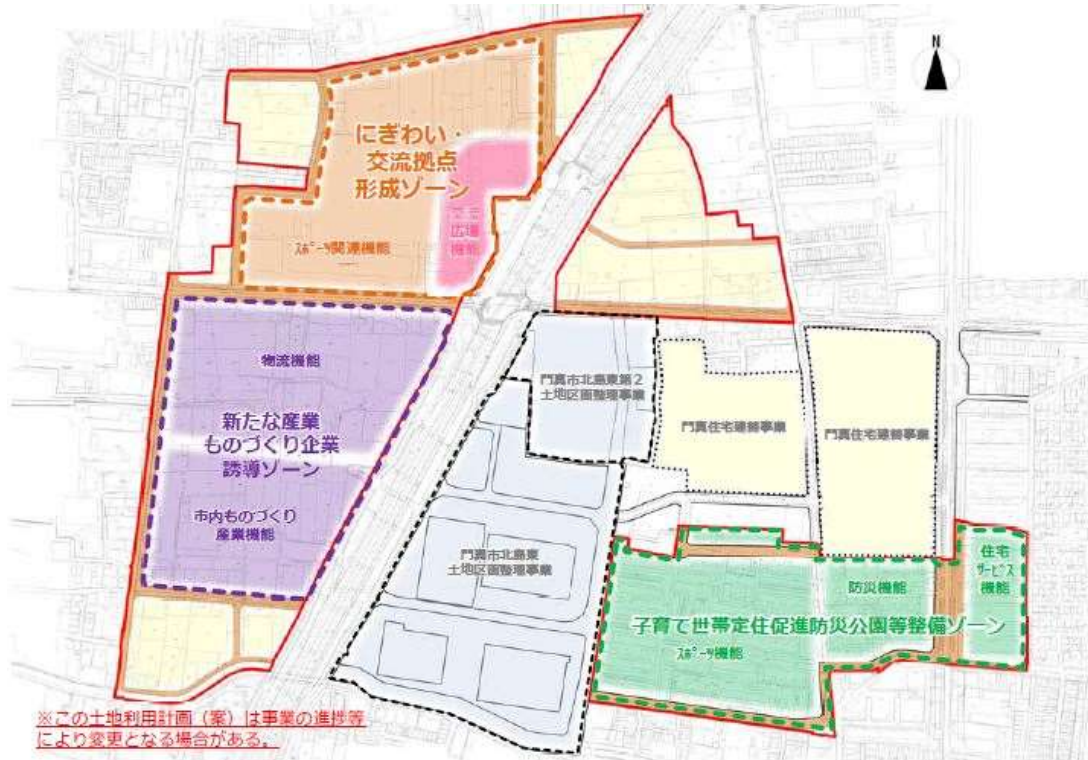 N
にぎわい・
交流拠点
形成ゾーン
広場
機能
スポーツ関連機能
物流機能
新たな産業
ものづくり企業
誘導ゾーン
市内ものづくり
産業機能
門真市北島東第2
土地区画整理事業
門真住宅建替事業
門真住宅建替事業
門真市北島東
土地区画整理事業
住宅
サービス
機能
防災機能
子育て世帯定住促進防災公園等整備ゾーン
スポーツ機能
※この土地利用計画（案）は事業の進捗等
により変更となる場合がある。